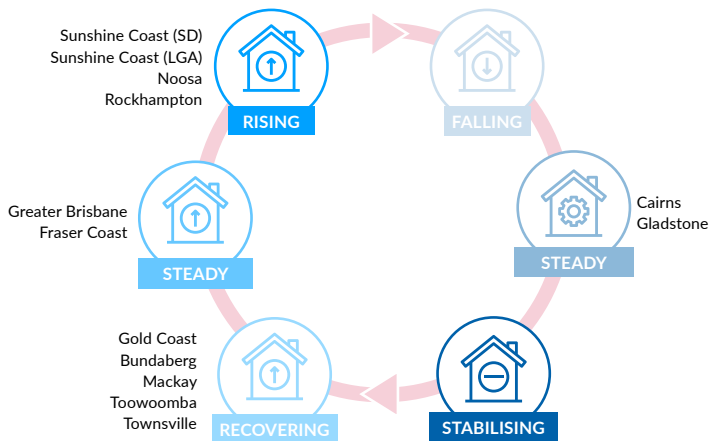 Sunshine Coast (SD)
Sunshine Coast (LGA)
Noosa
Rockhampton
RISING
FALLING
Greater Brisbane
Fraser Coast
STEADY
Cairns
Gladstone
STEADY
Gold Coast
Bundaberg
Mackay
Toowoomba
Townsville
RECOVERING
STABILISING